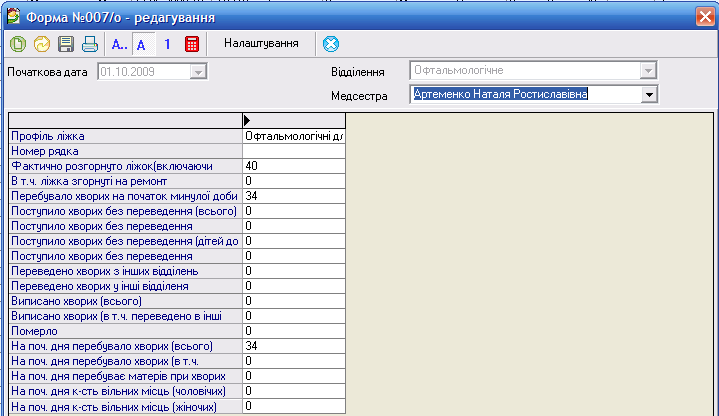 Форма №007/о - редагування
A.. A 1 Налаштування
Початкова дата 01.10.2009 Відділення Офтальмологічне
Медсестра Артеменко Наталя Ростиславівна
Профіль ліжка Офтальмологічні дл
Номер рядка
Фактично розгорнуто ліжок(включаючи 40
В т.ч. ліжка згорнуті на ремонт 0
Перебувало хворих на початок минулої доби 34
Поступило хворих без переведення (всього) 0
Поступило хворих без переведення 0
Поступило хворих без переведення (дітей до 0
Поступило хворих без переведення 0
Переведено хворих з інших відділень 0
Переведено хворих у інші відділеня 0
Виписано хворих (всього) 0
Виписано хворих (в т.ч. переведено в інші 0
Померло 0
На поч. дня перебувало хворих (всього) 34
На поч. дня перебувало хворих (в т.ч. 0
На поч. дня перебуває матерів при хворих 0
На поч. дня к-сть вільних місць (чоловічих) 0
На поч. дня к-сть вільних місць (жіночих) 0